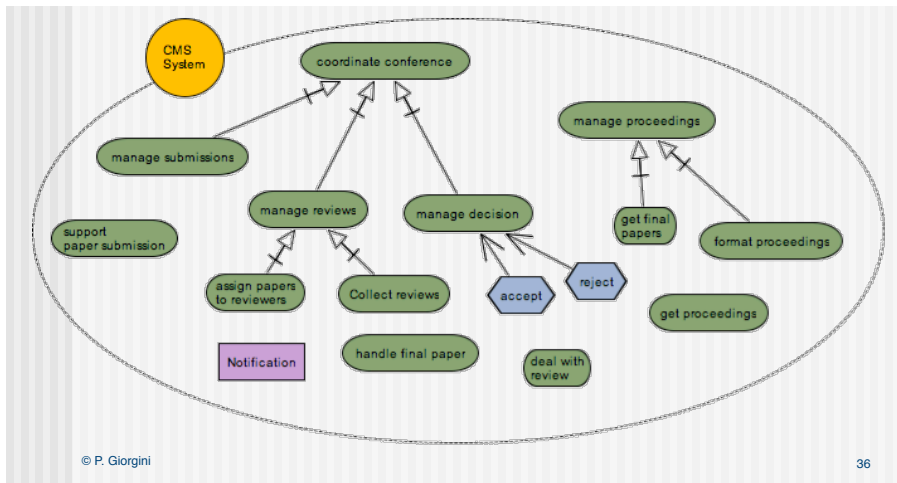 CMS
System
coordinate conference
manage proceedings
manage submissions
manage reviews
manage decision
get final
papers
format proceedings
support
paper submission
assign papers
to reviewers
Collect reviews
accept
reject
get proceedings
Notification
handle final paper
deal with
review
© P. Giorgini
36